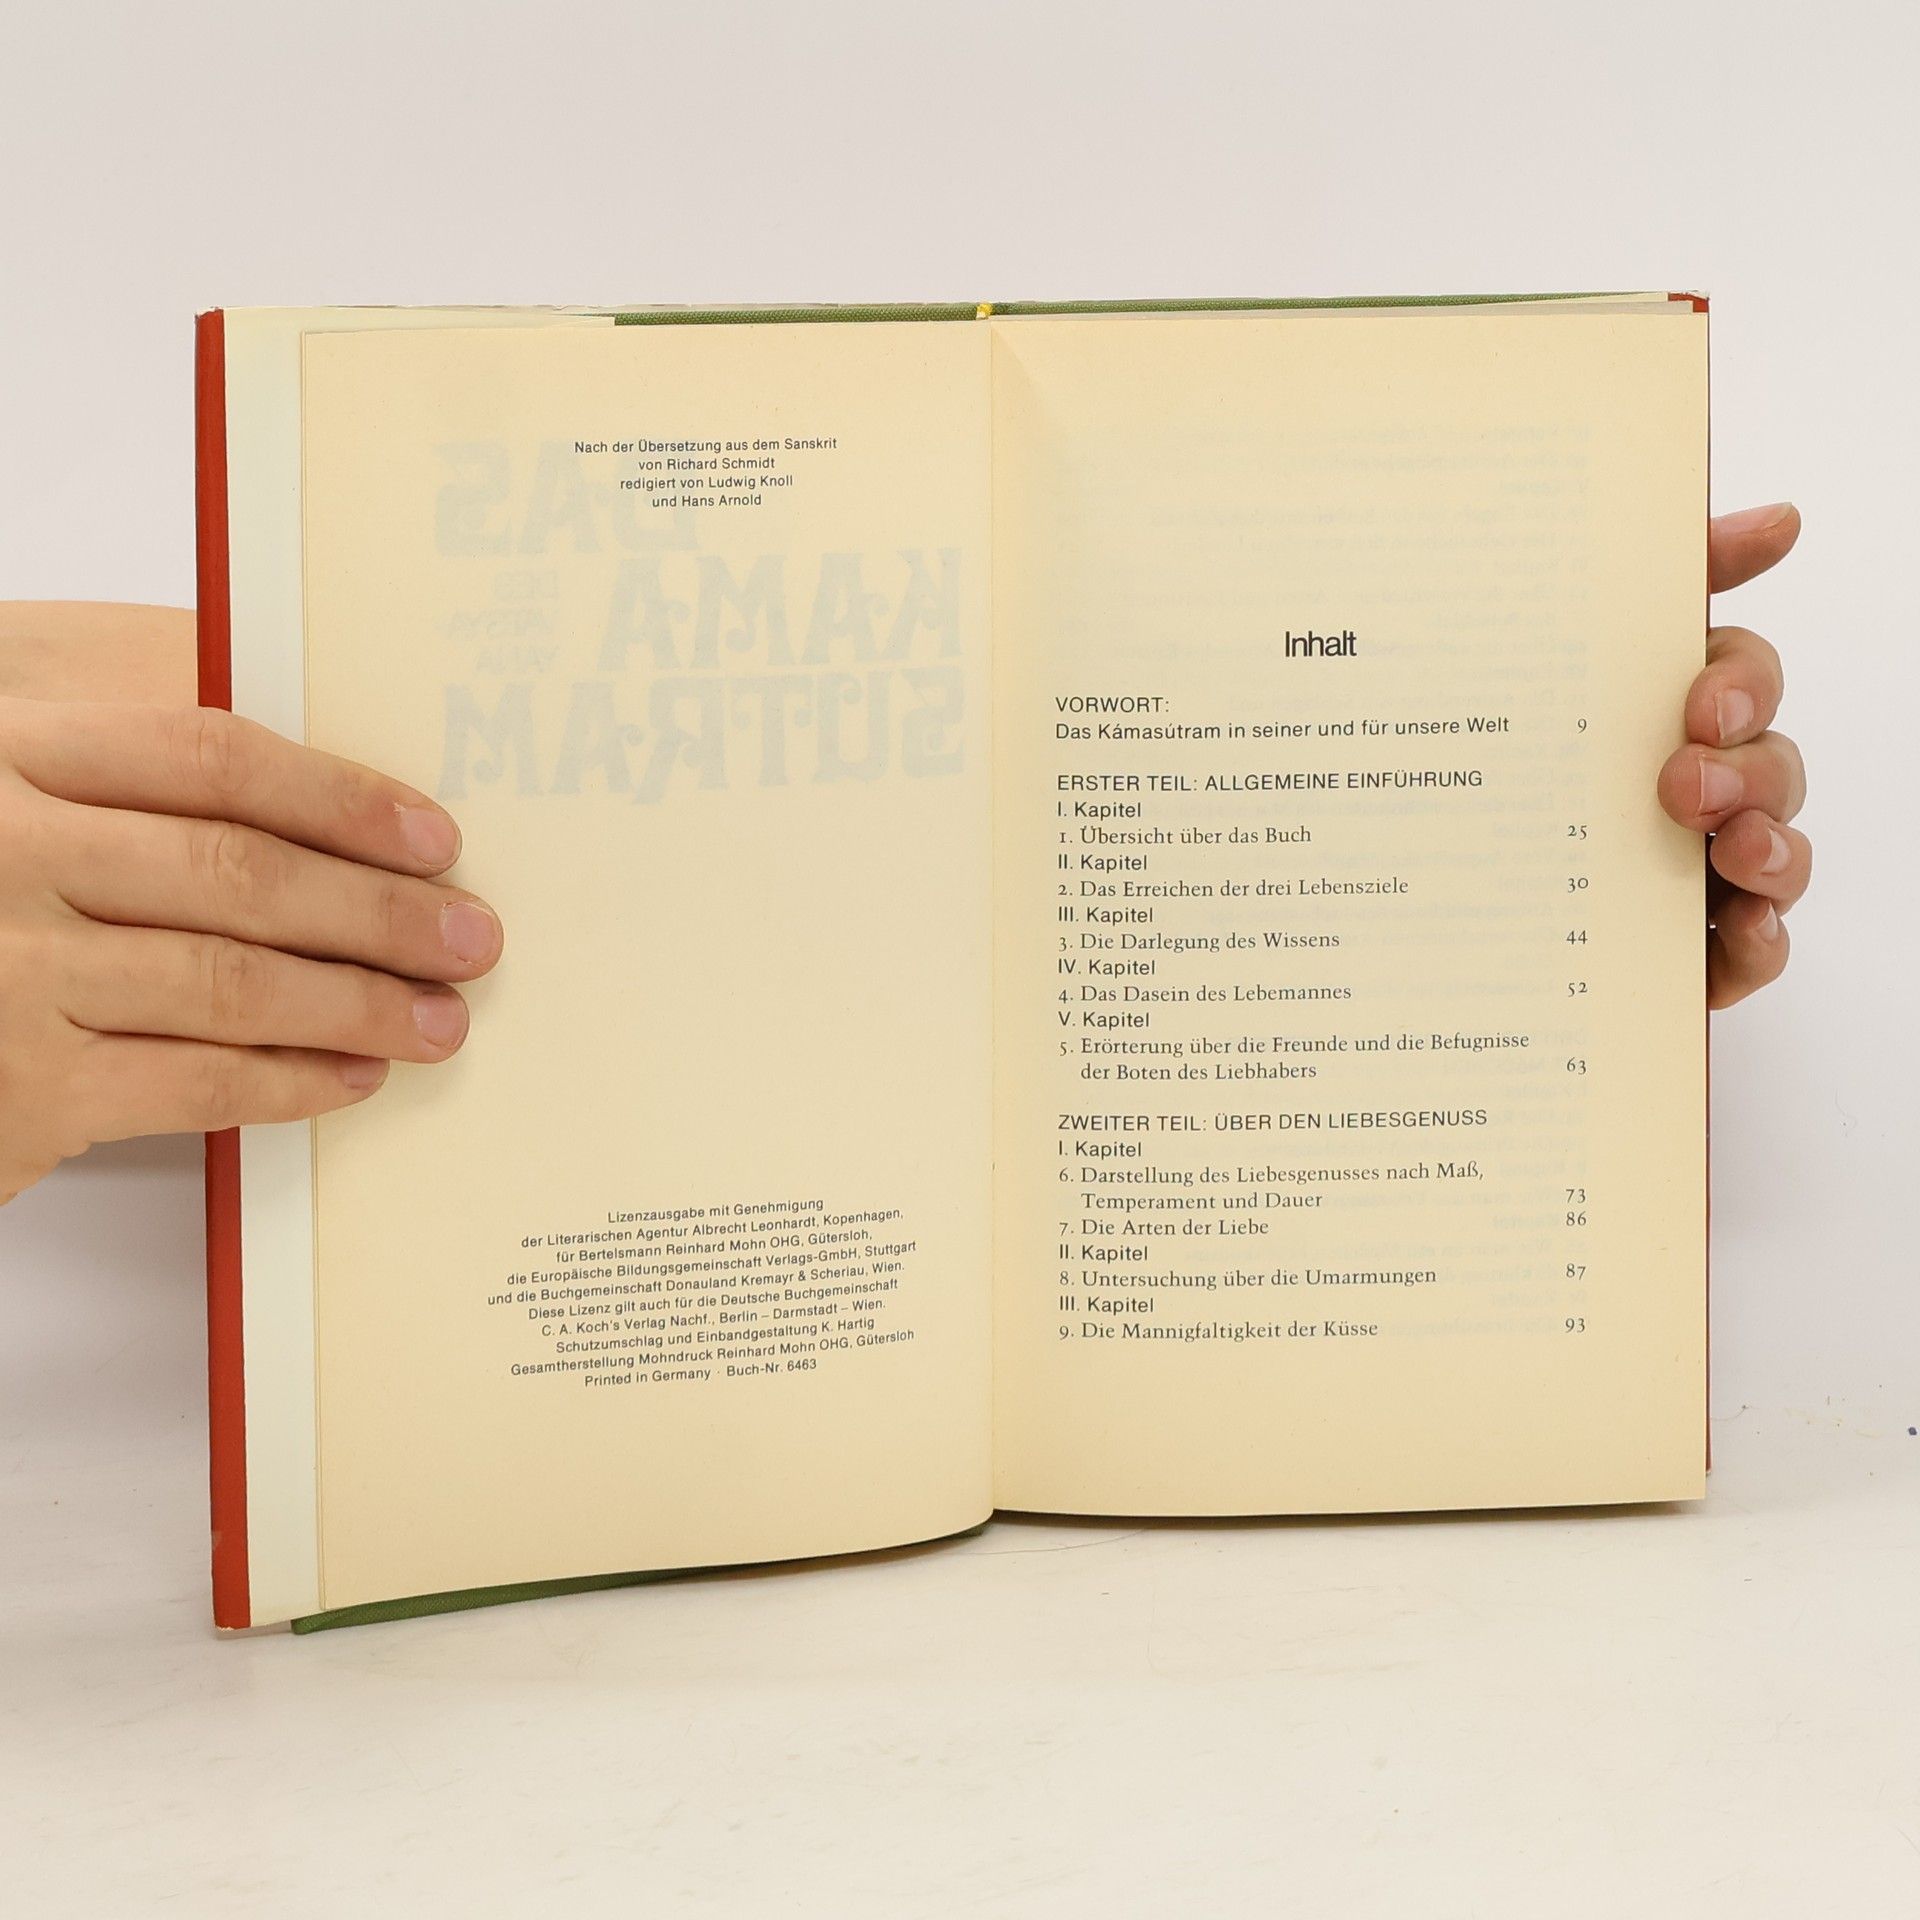 Nach der Übersetzung aus dem Sanskrit
von Richard Schmidt
redigiert von Ludwig Knoll
und Hans Arnold
DAS
KAMA
DES
VATSYA
YANA
SUTRAM
Lizenzausgabe mit Genehmigung
der Literarischen Agentur Albrecht Leonhardt, Kopenhagen,
für Bertelsmann Reinhard Mohn OHG, Gütersloh,
die Europäische Bildungsgemeinschaft Verlags-GmbH, Stuttgart
und die Buchgemeinschaft Donauland Kremayr & Scheriau, Wien.
Diese Lizenz gilt auch für die Deutsche Buchgemeinschaft
C. A. Koch's Verlag Nachf., Berlin – Darmstadt – Wien.
Schutzumschlag und Einbandgestaltung K. Hartig
Gesamtherstellung Mohndruck Reinhard Mohn OHG, Gütersloh
Printed in Germany · Buch-Nr. 6463
Inhalt
VORWORT:
Das Kámasútram in seiner und für unsere Welt 9
ERSTER TEIL: ALLGEMEINE EINFÜHRUNG
I. Kapitel
1. Übersicht über das Buch 25
II. Kapitel
2. Das Erreichen der drei Lebensziele 30
III. Kapitel
3. Die Darlegung des Wissens 44
IV. Kapitel
4. Das Dasein des Lebemannes 52
V. Kapitel
5. Erörterung über die Freunde und die Befugnisse
der Boten des Liebhabers 63
ZWEITER TEIL: ÜBER DEN LIEBESGENUSS
I. Kapitel
6. Darstellung des Liebesgenusses nach Maß,
Temperament und Dauer 73
7. Die Arten der Liebe 86
II. Kapitel
8. Untersuchung über die Umarmungen 87
III. Kapitel
9. Die Mannigfaltigkeit der Küsse 93